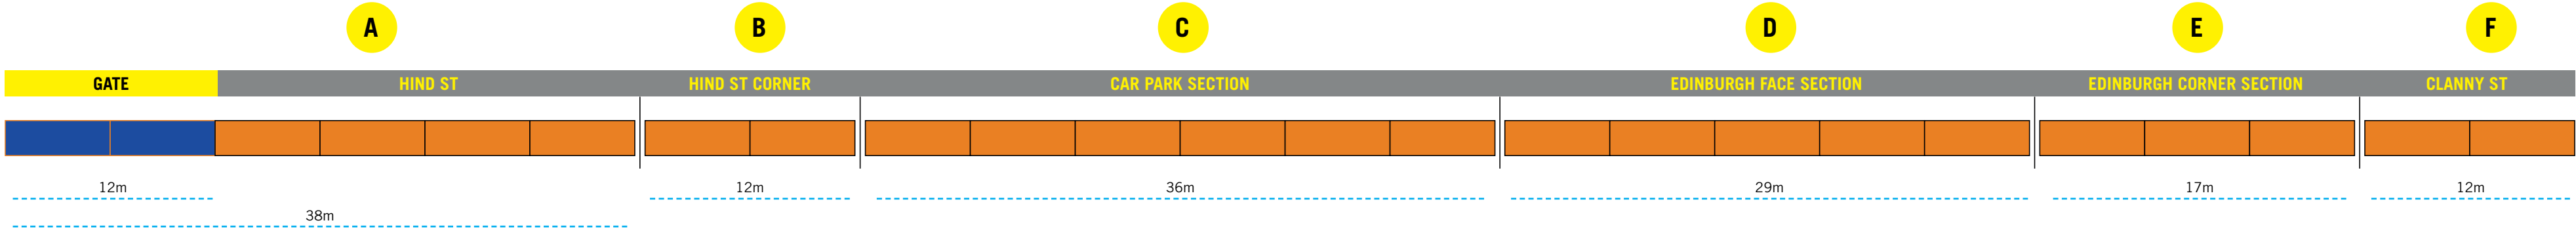 A B C D E F
GATE HIND ST HIND ST CORNER CAR PARK SECTION EDINBURGH FACE SECTION EDINBURGH CORNER SECTION CLANNY ST
12m 12m 36m 29m 17m 12m
38m